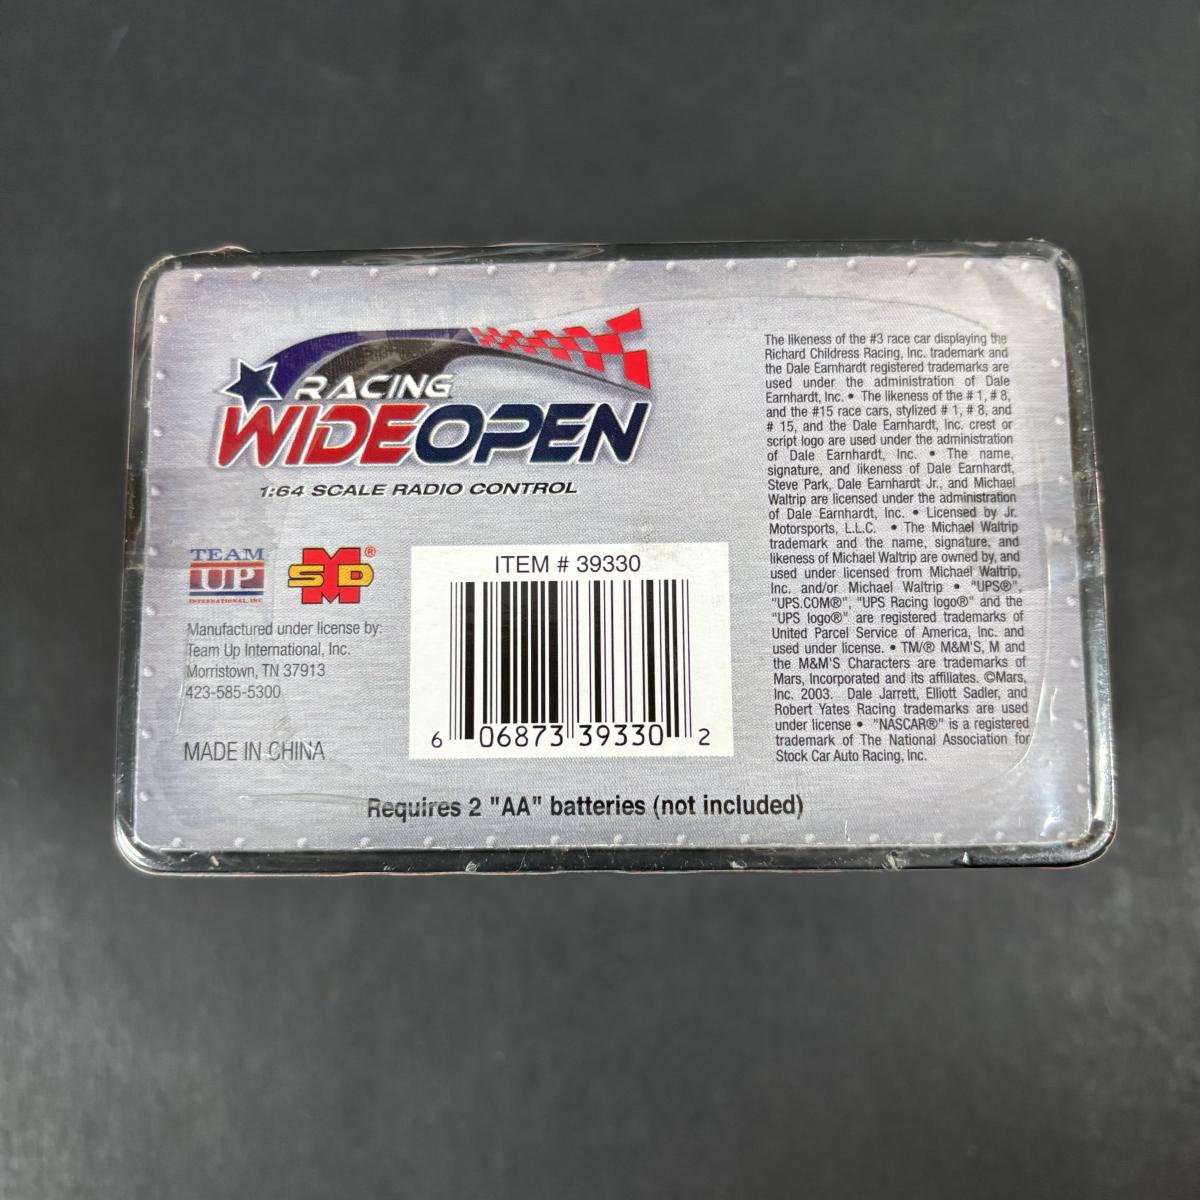 RACING
WIDEOPEN
1:64 SCALE RADIO CONTROL
TEAM
UP
INTERNATIONAL, INC
SMD®
Manufactured under license by:
Team Up International, Inc.
Morristown, TN 37913
423-585-5300
MADE IN CHINA
ITEM # 39330
6 06873 39330 2
Requires 2 "AA" batteries (not included)
The likeness of the #3 race car displaying the
Richard Childress Racing, Inc. trademark and
the Dale Earnhardt registered trademarks are
used under the administration of Dale
Earnhardt, Inc. • The likeness of the # 1, # 8,
and the #15 race cars, stylized # 1, # 8, and
# 15, and the Dale Earnhardt, Inc. crest or
script logo are used under the administration
of Dale Earnhardt, Inc. • The name,
signature, and likeness of Dale Earnhardt,
Steve Park, Dale Earnhardt Jr., and Michael
Waltrip are licensed under the administration
of Dale Earnhardt, Inc. • Licensed by Jr.
Motorsports, L.L.C. • The Michael Waltrip
trademark and the name, signature, and
likeness of Michael Waltrip are owned by, and
used under licensed from Michael Waltrip,
Inc. and/or Michael Waltrip • "UPS®",
"UPS.COM®", "UPS Racing logo®" and the
"UPS logo®" are registered trademarks of
United Parcel Service of America, Inc. and
used under license. • TM/® M&M'S, M and
the M&M'S Characters are trademarks of
Mars, Incorporated and its affiliates. ©Mars,
Inc. 2003. Dale Jarrett, Elliott Sadler, and
Robert Yates Racing trademarks are used
under license • "NASCAR®" is a registered
trademark of The National Association for
Stock Car Auto Racing, Inc.